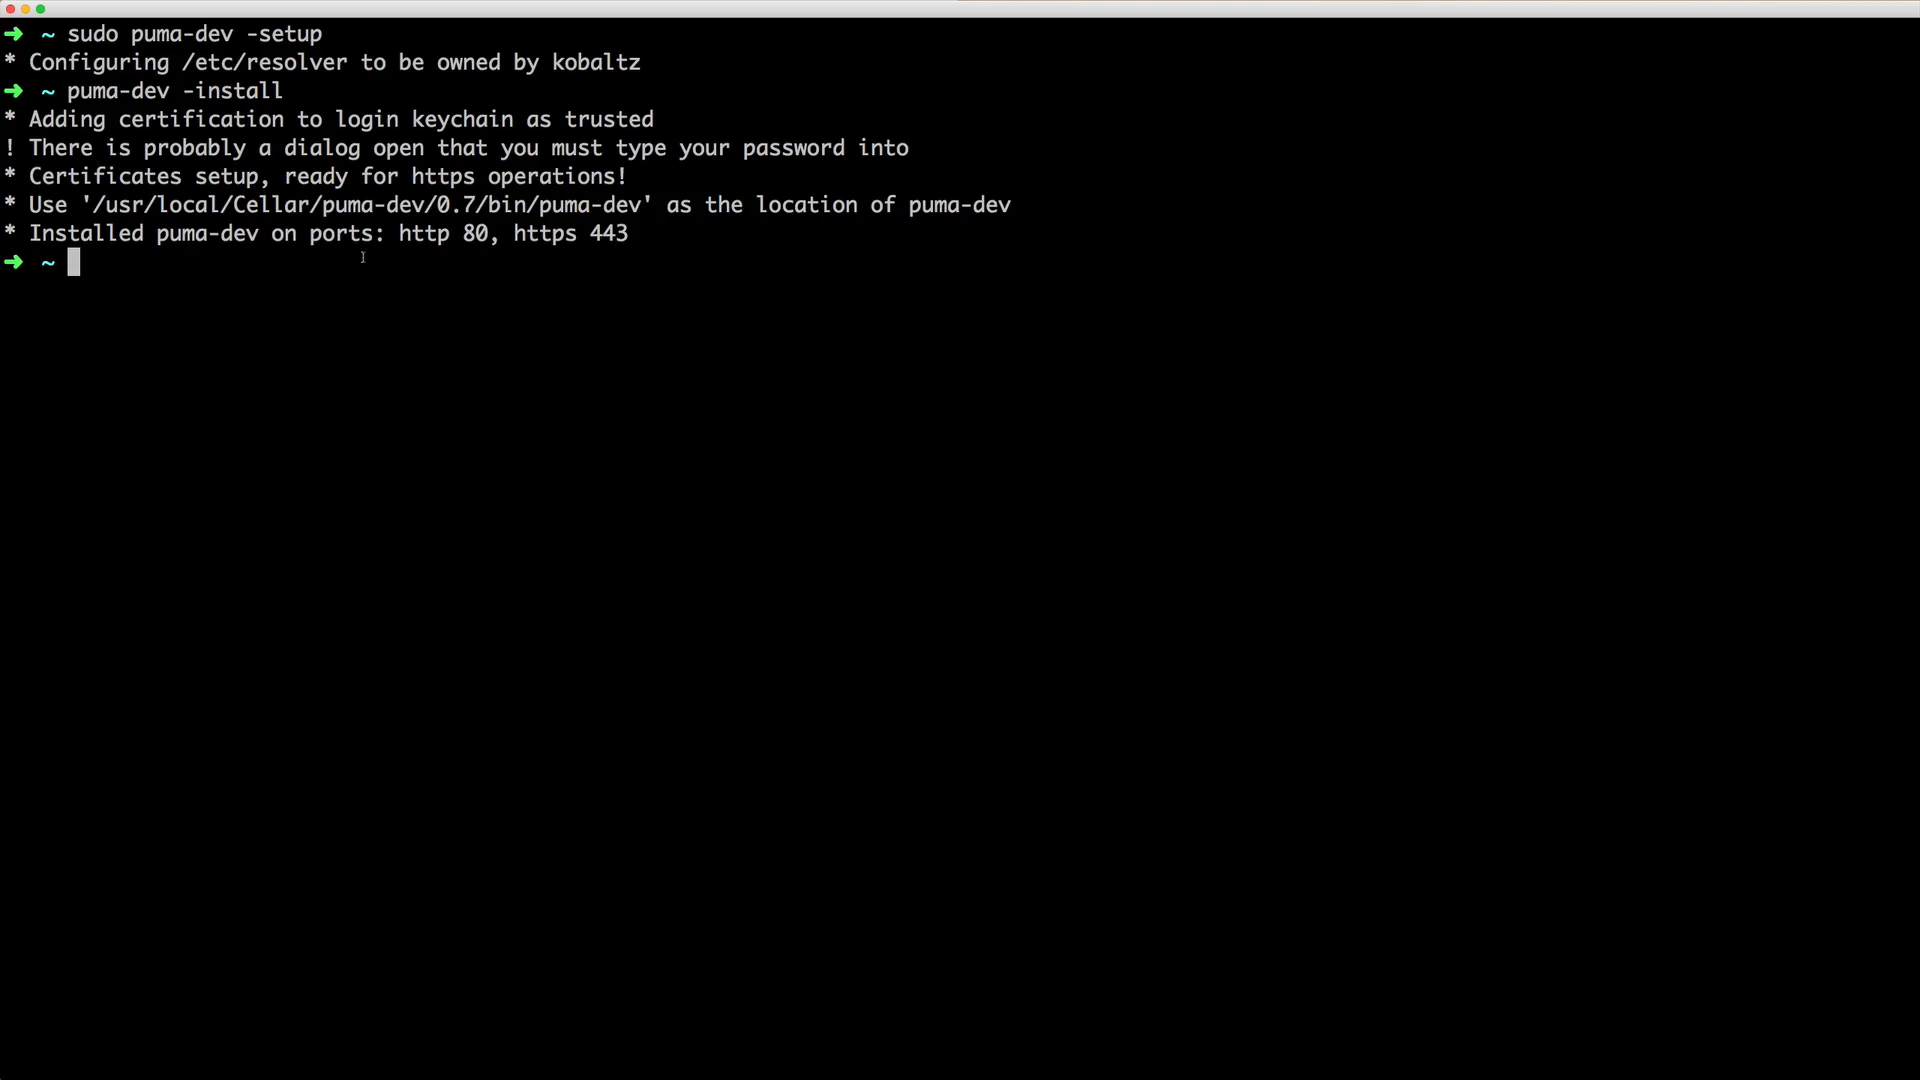 ➜ ~ sudo puma-dev -setup
* Configuring /etc/resolver to be owned by kobaltz
➜ ~ puma-dev -install
* Adding certification to login keychain as trusted
! There is probably a dialog open that you must type your password into
* Certificates setup, ready for https operations!
* Use '/usr/local/Cellar/puma-dev/0.7/bin/puma-dev' as the location of puma-dev
* Installed puma-dev on ports: http 80, https 443
➜ ~